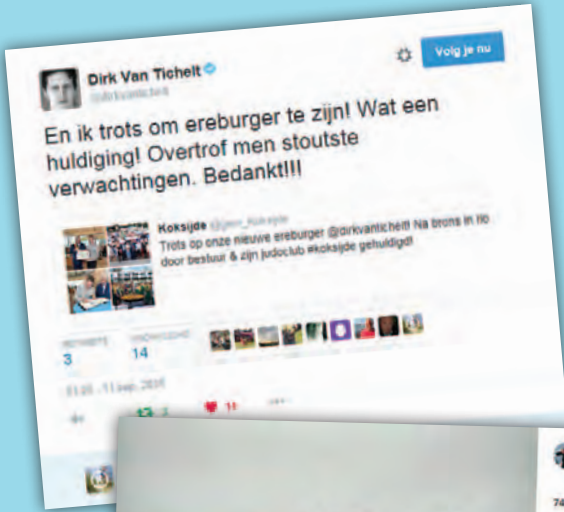 Dirk Van Tichelt
@dirkvantichelt
Volg je nu
En ik trots om ereburger te zijn! Wat een
huldiging! Overtrof men stoutste
verwachtingen. Bedankt!!!
Koksijde
Trots op onze nieuwe ereburger @dirkvantichelt! Na brons in rio
door bestuur & zijn judoclub #koksijde gehuldigd!
3 14
74